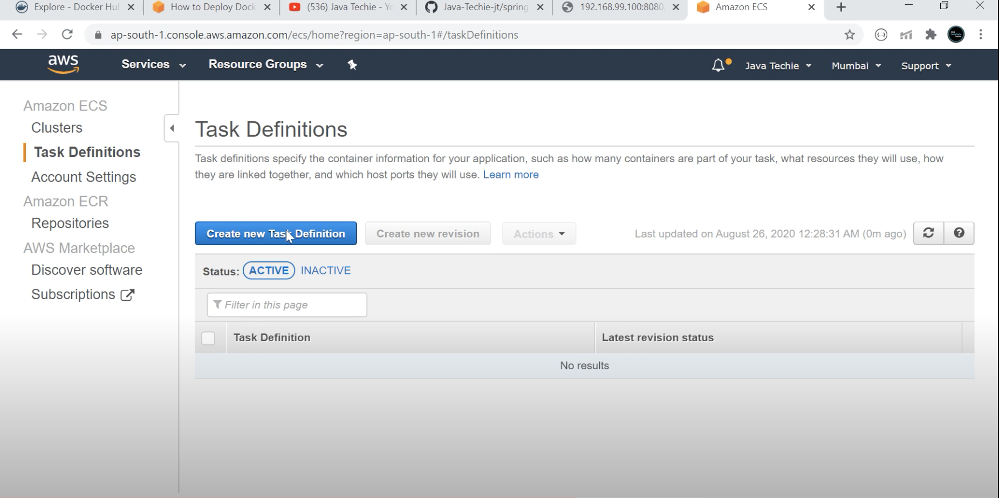 Explore - Docker Hu
How to Deploy Dock
(536) Java Techie - Yo
Java-Techie-jt/spring
192.168.99.100:8080
Amazon ECS
ap-south-1.console.aws.amazon.com/ecs/home?region=ap-south-1#/taskDefinitions
aws
Services
Resource Groups
Java Techie
Mumbai
Support
Amazon ECS
Clusters
Task Definitions
Account Settings
Amazon ECR
Repositories
AWS Marketplace
Discover software
Subscriptions
Task Definitions
Task definitions specify the container information for your application, such as how many containers are part of your task, what resources they will use, how
they are linked together, and which host ports they will use. Learn more
Create new Task Definition
Create new revision
Actions
Last updated on August 26, 2020 12:28:31 AM (0m ago)
Status: ACTIVE INACTIVE
Filter in this page
Task Definition
Latest revision status
No results